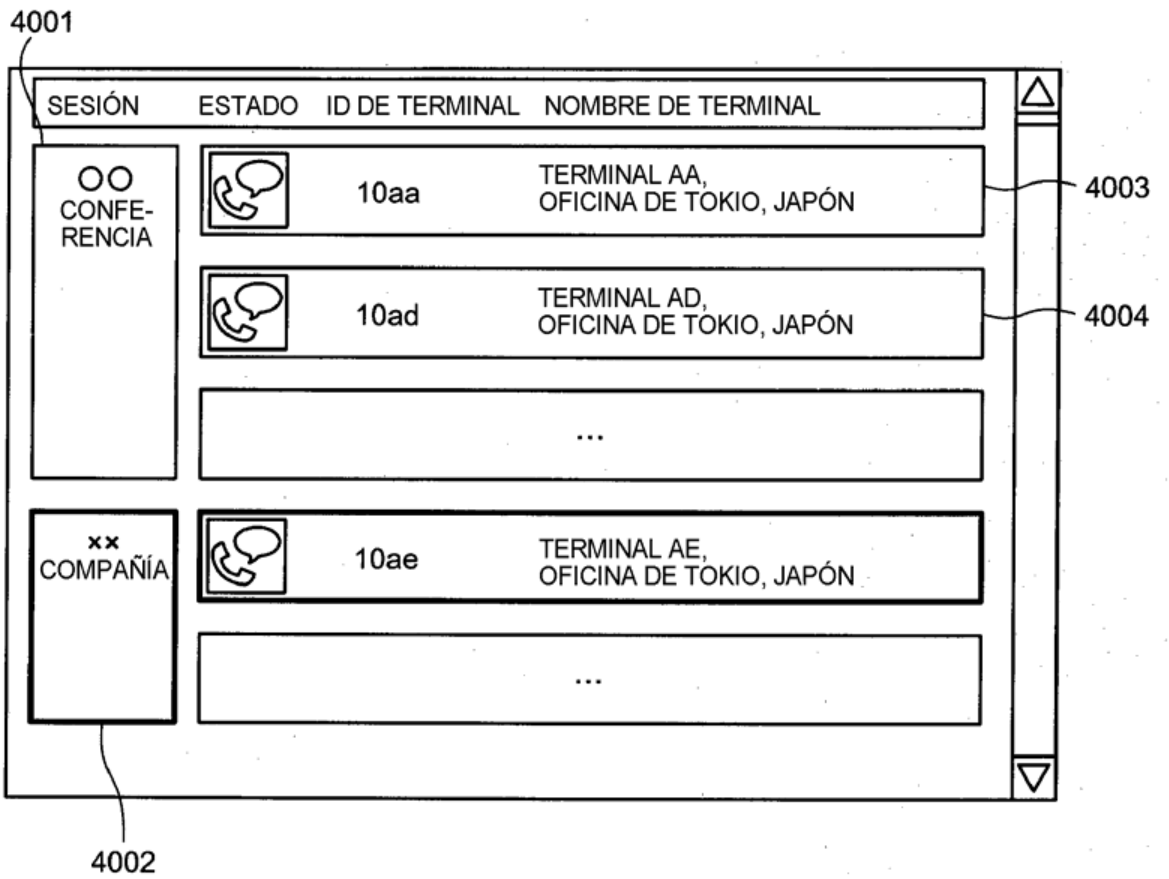 4001
SESIÓN ESTADO ID DE TERMINAL NOMBRE DE TERMINAL
○○
CONFE-
RENCIA
10aa
TERMINAL AA,
OFICINA DE TOKIO, JAPÓN
4003
10ad
TERMINAL AD,
OFICINA DE TOKIO, JAPÓN
4004
...
××
COMPAÑÍA
10ae
TERMINAL AE,
OFICINA DE TOKIO, JAPÓN
...
4002